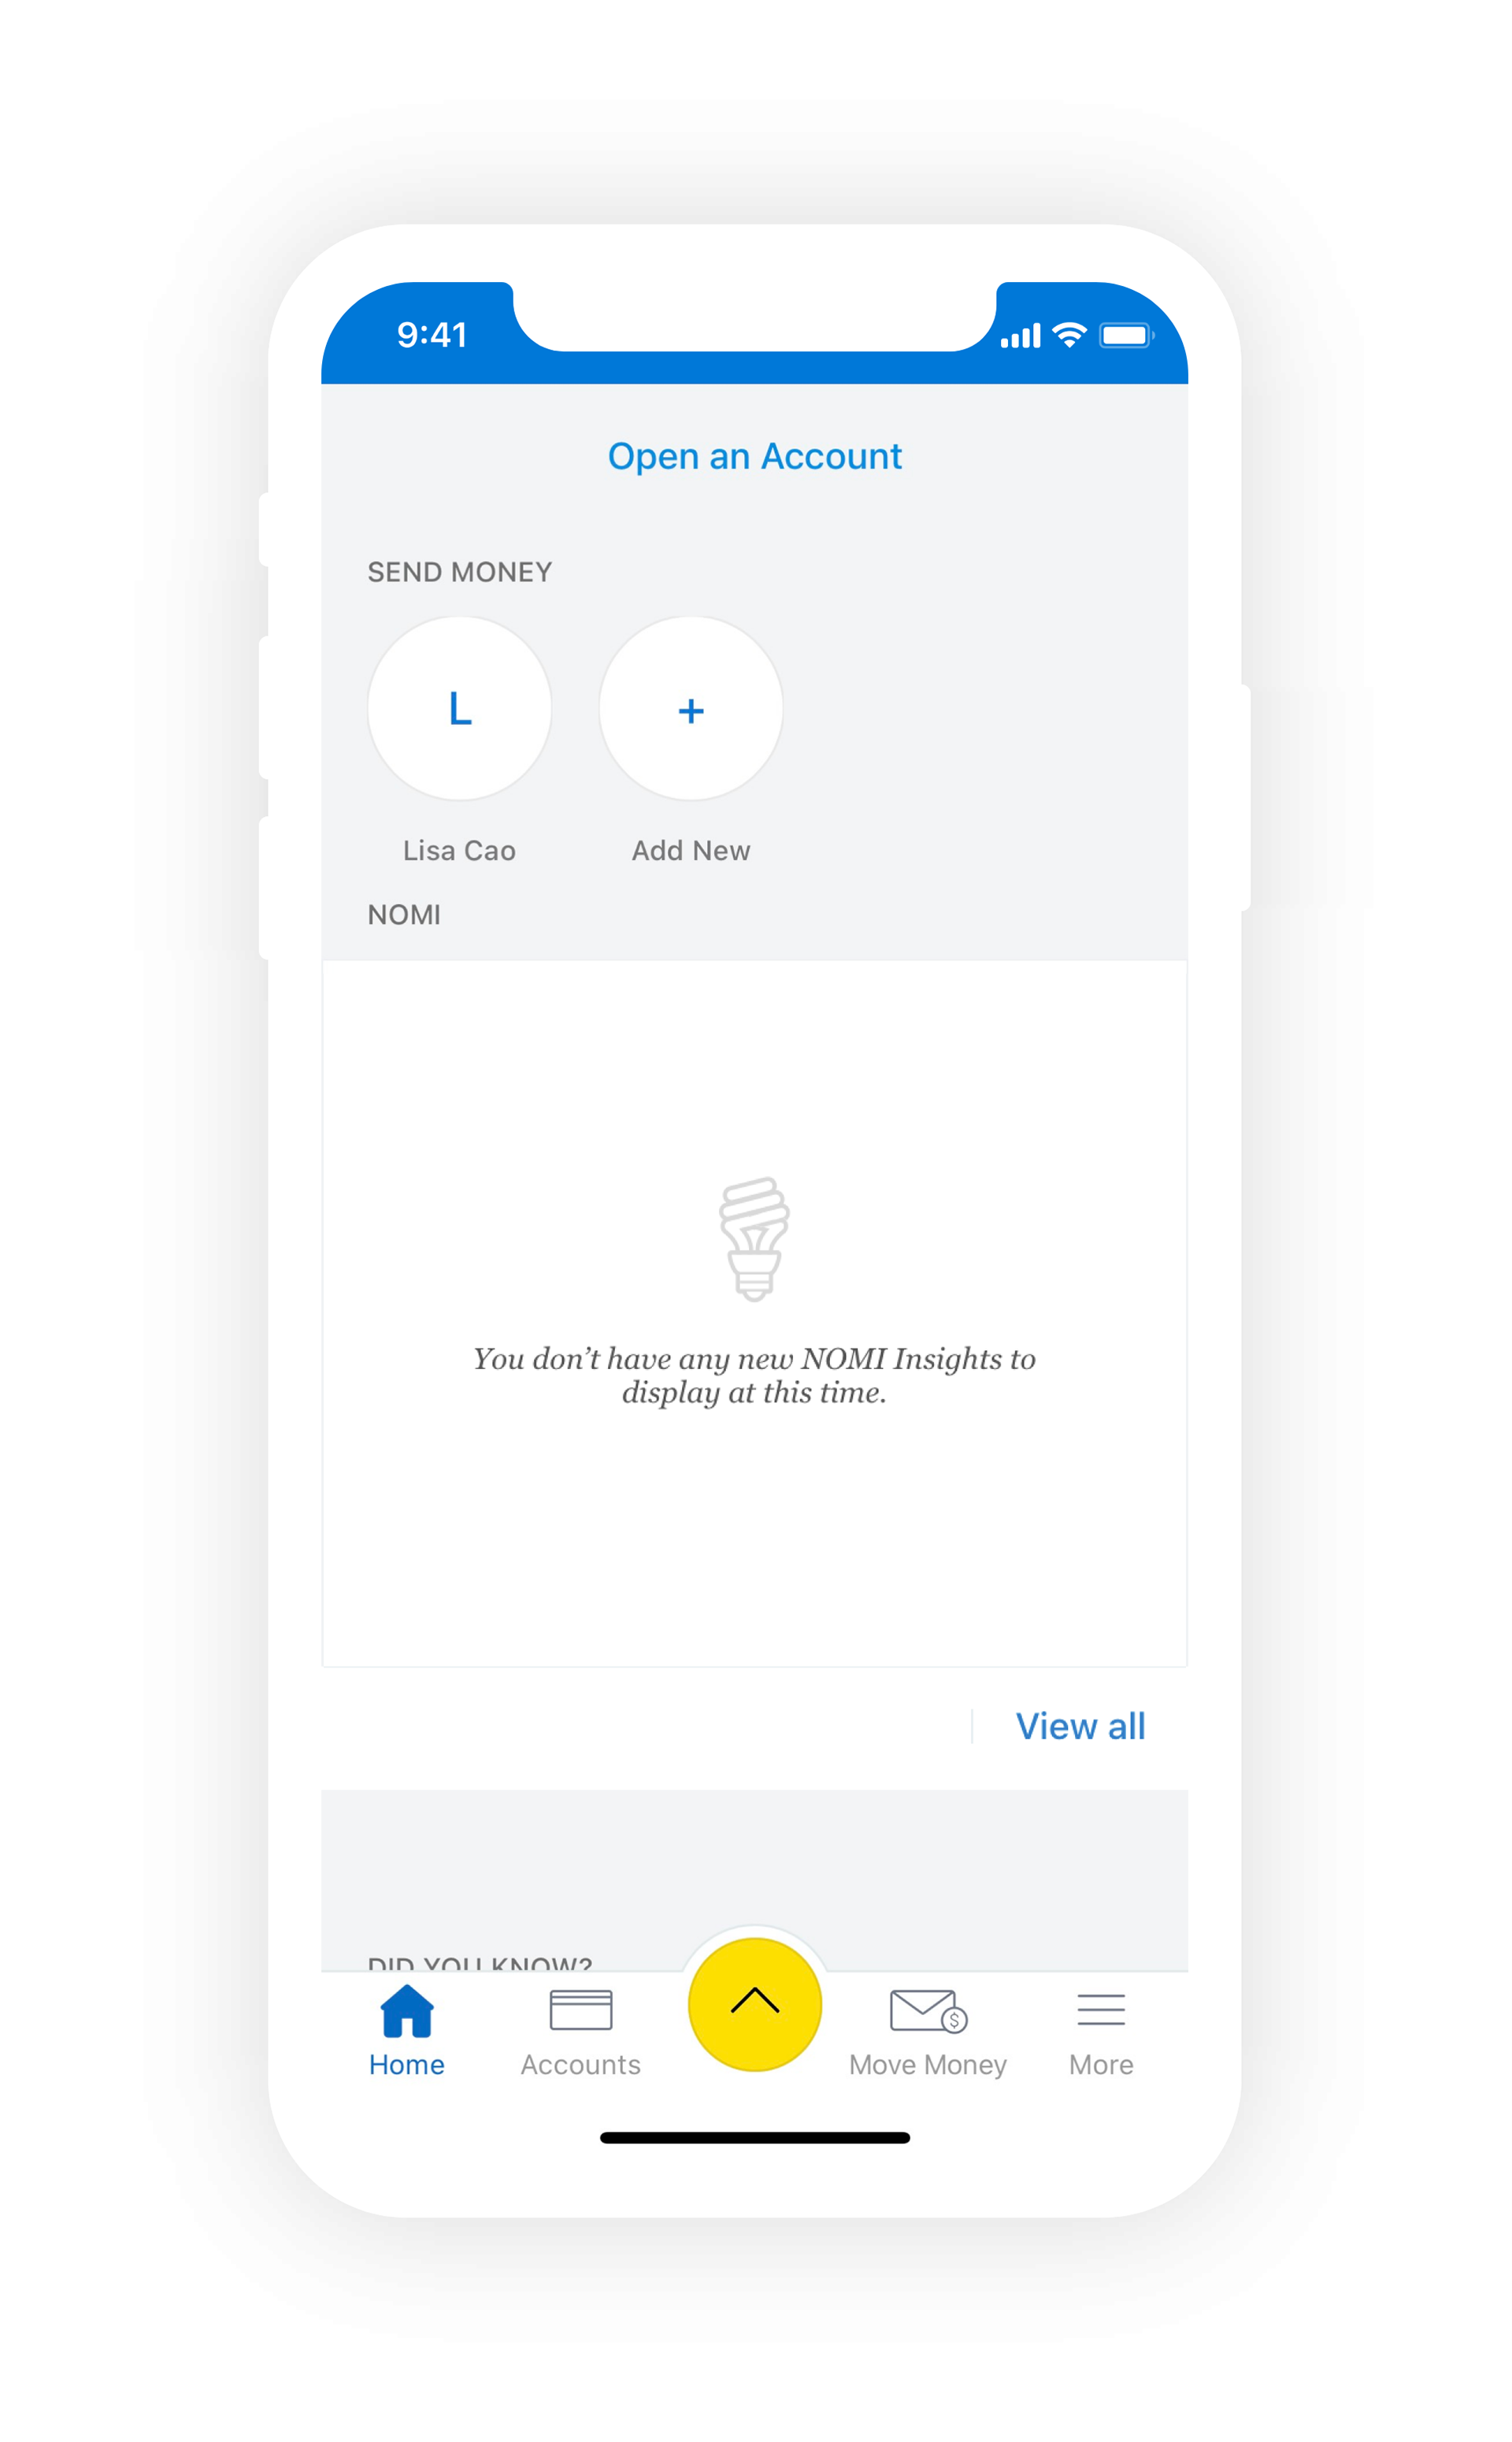 9:41
Open an Account
SEND MONEY
L
+
Lisa Cao
Add New
NOMI
You don’t have any new NOMI Insights to
display at this time.
View all
DID YOU KNOW?
$
Home
Accounts
Move Money
More